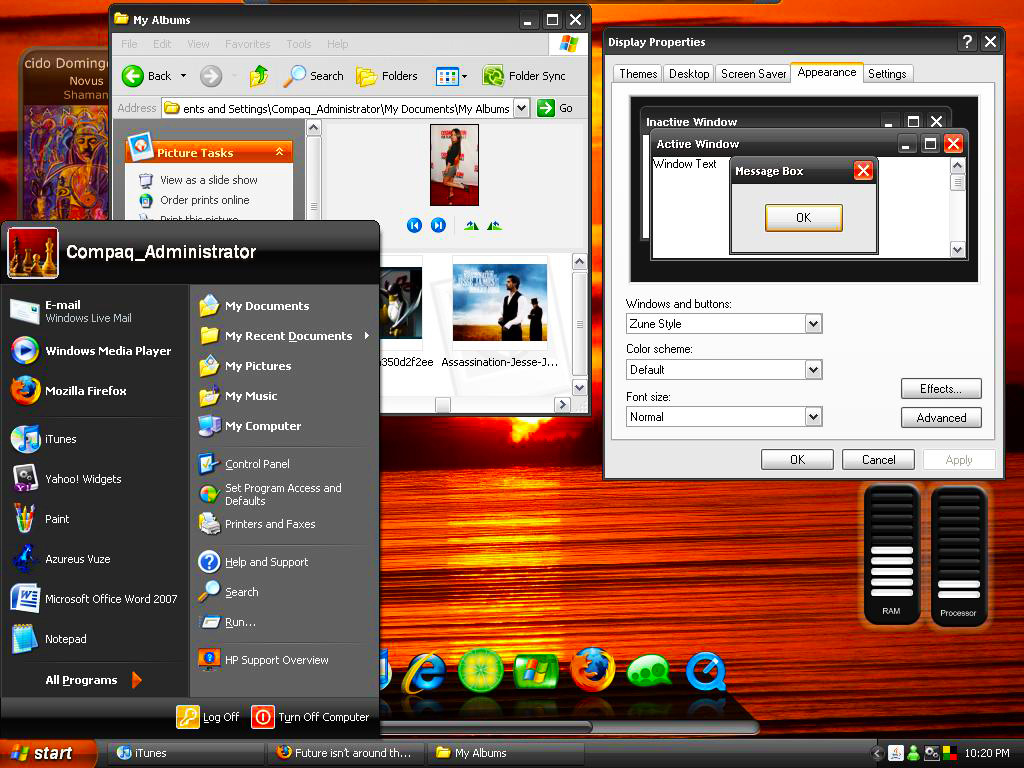 cido Doming
Novus
Shaman
My Albums
File Edit View Favorites Tools Help
Back
Search
Folders
Folder Sync
Address ents and Settings\Compaq_Administrator\My Documents\My Albums Go
Picture Tasks
View as a slide show
Order prints online
Print this picture
a350d2f2ee
Assassination-Jesse-J...
Display Properties
Themes Desktop Screen Saver Appearance Settings
Inactive Window
Active Window
Window Text
Message Box
OK
Windows and buttons:
Zune Style
Color scheme:
Default
Font size:
Normal
Effects...
Advanced
OK Cancel Apply
Compaq_Administrator
E-mail
Windows Live Mail
Windows Media Player
Mozilla Firefox
iTunes
Yahoo! Widgets
Paint
Azureus Vuze
Microsoft Office Word 2007
Notepad
All Programs
My Documents
My Recent Documents
My Pictures
My Music
My Computer
Control Panel
Set Program Access and
Defaults
Printers and Faxes
Help and Support
Search
Run...
HP Support Overview
Log Off Turn Off Computer
RAM
Processor
start
iTunes
Future isn't around th...
My Albums
10:20 PM